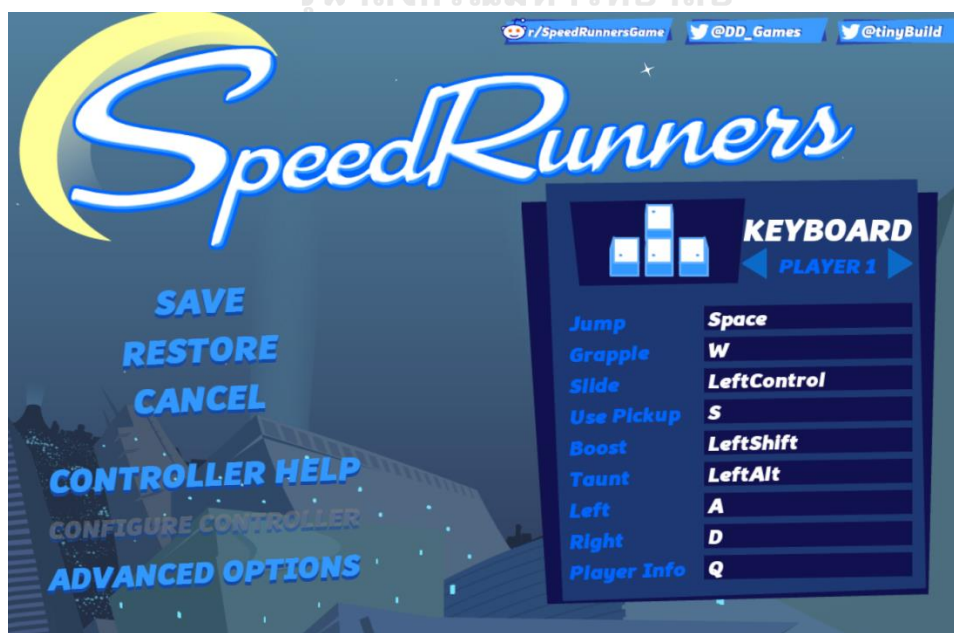 r/SpeedRunnersGame @DD_Games @tinyBuild
SpeedRunners
KEYBOARD
PLAYER 1
SAVE
RESTORE
CANCEL
CONTROLLER HELP
CONFIGURE CONTROLLER
ADVANCED OPTIONS
Jump Space
Grapple W
Slide LeftControl
Use Pickup S
Boost LeftShift
Taunt LeftAlt
Left A
Right D
Player Info Q